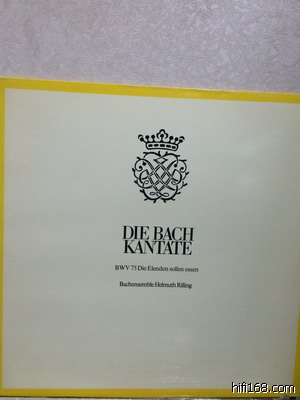 DIE BACH
KANTATE
BWV 75 Die Elenden sollen essen
Bachensemble Helmuth Rilling
hifi168.com